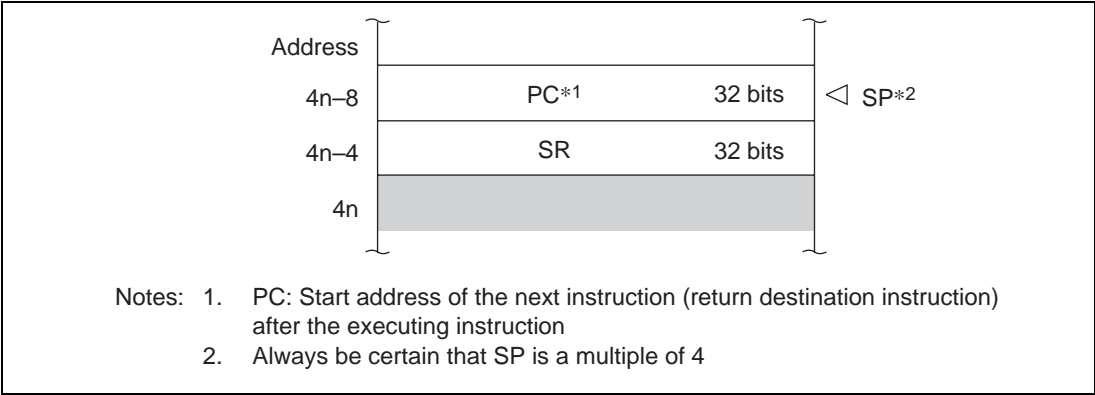 Address
4n–8 PC*1 32 bits SP*2
4n–4 SR 32 bits
4n
Notes: 1. PC: Start address of the next instruction (return destination instruction)
after the executing instruction
2. Always be certain that SP is a multiple of 4